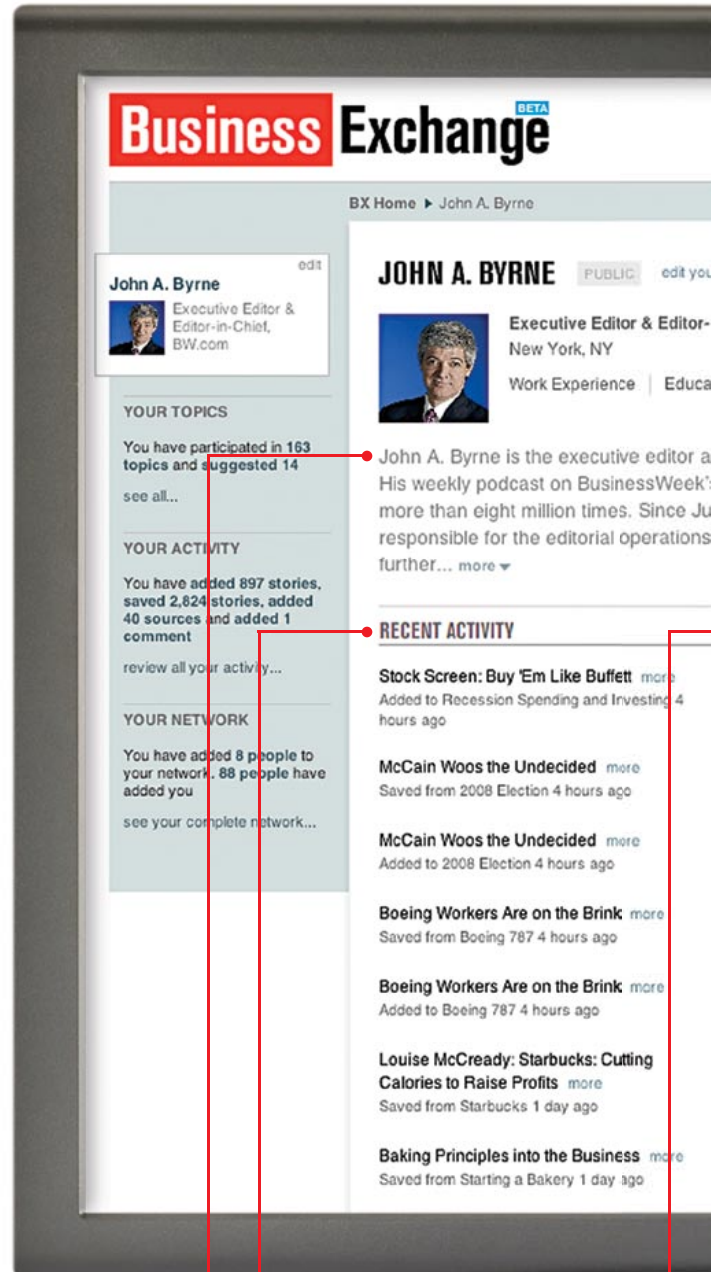 Business Exchange BETA
BX Home ▶ John A. Byrne
edit
John A. Byrne
Executive Editor &
Editor-in-Chief,
BW.com
YOUR TOPICS
You have participated in 163
topics and suggested 14
see all...
YOUR ACTIVITY
You have added 897 stories,
saved 2,824 stories, added
40 sources and added 1
comment
review all your activity...
YOUR NETWORK
You have added 8 people to
your network. 88 people have
added you
see your complete network...
JOHN A. BYRNE PUBLIC edit you
Executive Editor & Editor-
New York, NY
Work Experience | Educa
John A. Byrne is the executive editor a
His weekly podcast on BusinessWeek's
more than eight million times. Since Ju
responsible for the editorial operations
further... more
RECENT ACTIVITY
Stock Screen: Buy 'Em Like Buffett more
Added to Recession Spending and Investing 4
hours ago
McCain Woos the Undecided more
Saved from 2008 Election 4 hours ago
McCain Woos the Undecided more
Added to 2008 Election 4 hours ago
Boeing Workers Are on the Brink more
Saved from Boeing 787 4 hours ago
Boeing Workers Are on the Brink more
Added to Boeing 787 4 hours ago
Louise McCready: Starbucks: Cutting
Calories to Raise Profits more
Saved from Starbucks 1 day ago
Baking Principles into the Business more
Saved from Starting a Bakery 1 day ago